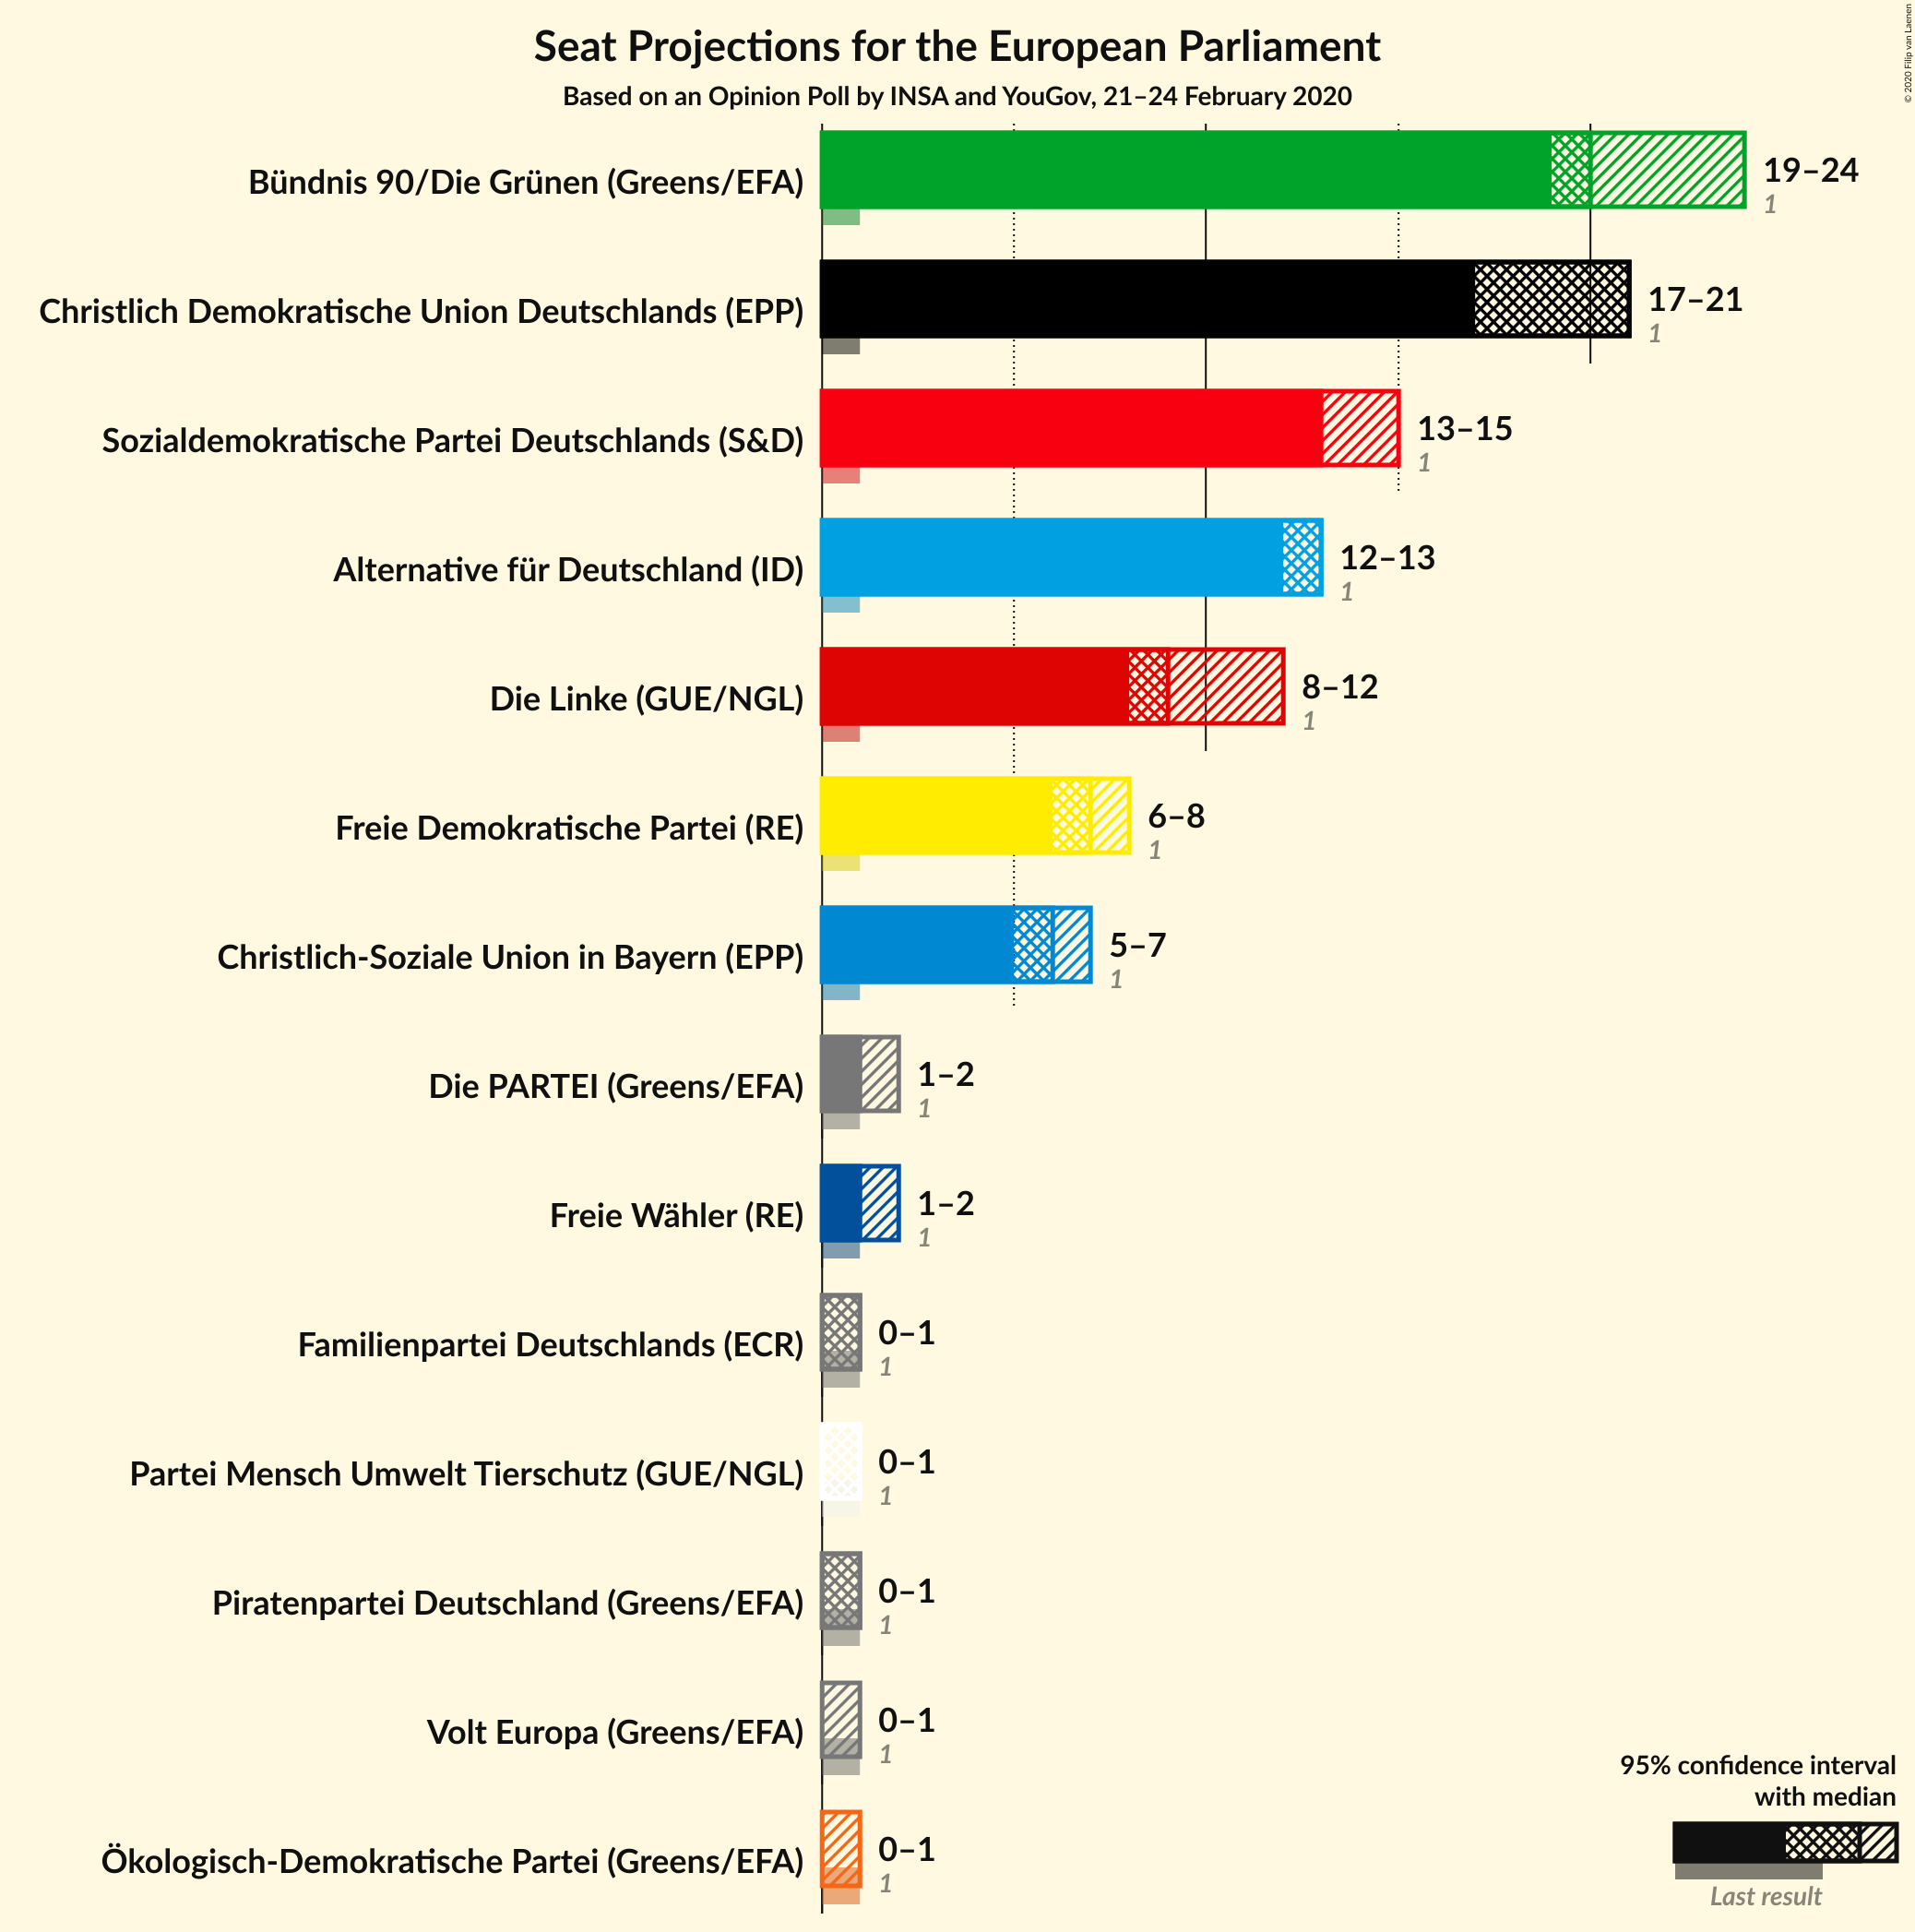 Seat Projections for the European Parliament
Based on an Opinion Poll by INSA and YouGov, 21–24 February 2020
© 2020 Filip van Laenen
Bündnis 90/Die Grünen (Greens/EFA)
19–24
1
Christlich Demokratische Union Deutschlands (EPP)
17–21
1
Sozialdemokratische Partei Deutschlands (S&D)
13–15
1
Alternative für Deutschland (ID)
12–13
1
Die Linke (GUE/NGL)
8–12
1
Freie Demokratische Partei (RE)
6–8
1
Christlich-Soziale Union in Bayern (EPP)
5–7
1
Die PARTEI (Greens/EFA)
1–2
1
Freie Wähler (RE)
1–2
1
Familienpartei Deutschlands (ECR)
0–1
1
Partei Mensch Umwelt Tierschutz (GUE/NGL)
0–1
1
Piratenpartei Deutschland (Greens/EFA)
0–1
1
Volt Europa (Greens/EFA)
0–1
1
Ökologisch-Demokratische Partei (Greens/EFA)
0–1
1
95% confidence interval
with median
Last result